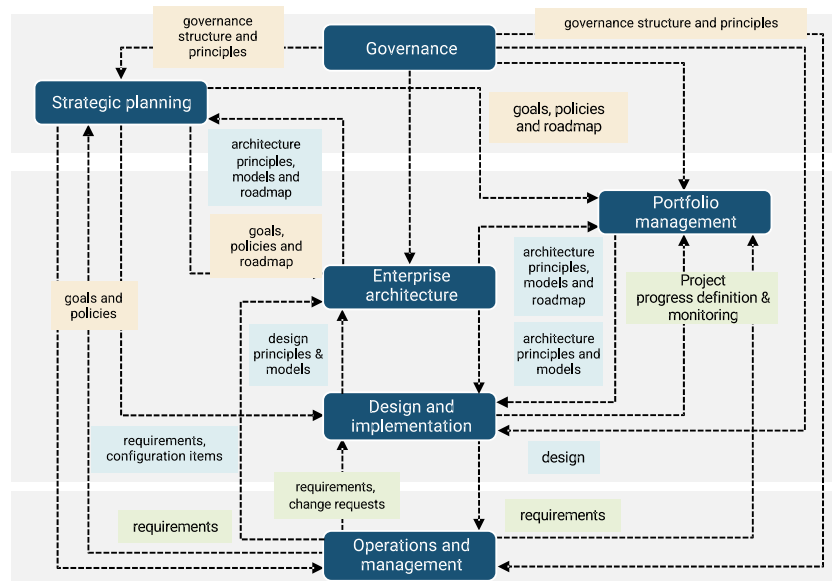 governance
structure and
principles
Governance
governance structure and principles
Strategic planning
goals, policies
and roadmap
architecture
principles,
models and
roadmap
Portfolio
management
goals,
policies and
roadmap
Enterprise
architecture
architecture
principles,
models and
roadmap
Project
progress definition &
monitoring
goals and
policies
design
principles &
models
architecture
principles and
models
Design and
implementation
requirements,
configuration items
design
requirements,
change requests
requirements
requirements
Operations and
management